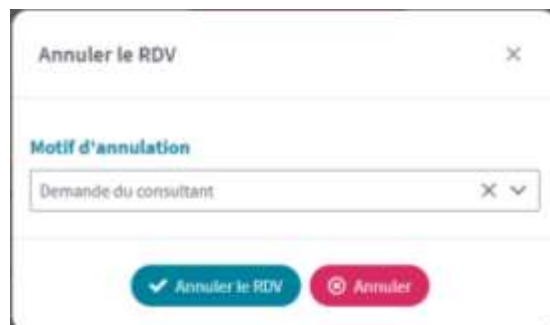 Annuler le RDV
Motif d'annulation
Demande du consultant
Annuler le RDV
Annuler